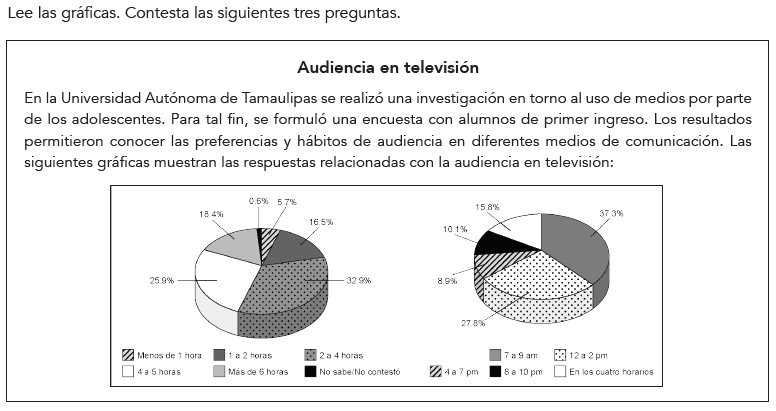 Lee las gráficas. Contesta las siguientes tres preguntas.
Audiencia en televisión
En la Universidad Autónoma de Tamaulipas se realizó una investigación en torno al uso de medios por parte
de los adolescentes. Para tal fin, se formuló una encuesta con alumnos de primer ingreso. Los resultados
permitieron conocer las preferencias y hábitos de audiencia en diferentes medios de comunicación. Las
siguientes gráficas muestran las respuestas relacionadas con la audiencia en televisión:
0.6% 5.7%
18.4% 16.5%
25.9% 32.9%
Menos de 1 hora 1 a 2 horas 2 a 4 horas
4 a 5 horas Más de 6 horas No sabe/No contestó
15.8% 37.3%
10.1%
8.9%
27.8%
7 a 9 am 12 a 2 pm
4 a 7 pm 8 a 10 pm En los cuatro horarios